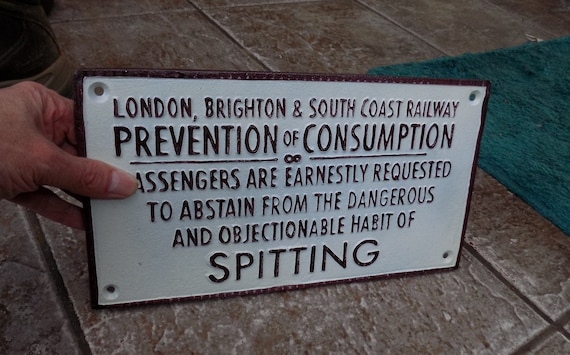 LONDON, BRIGHTON & SOUTH COAST RAILWAY
PREVENTION OF CONSUMPTION
PASSENGERS ARE EARNESTLY REQUESTED
TO ABSTAIN FROM THE DANGEROUS
AND OBJECTIONABLE HABIT OF
SPITTING